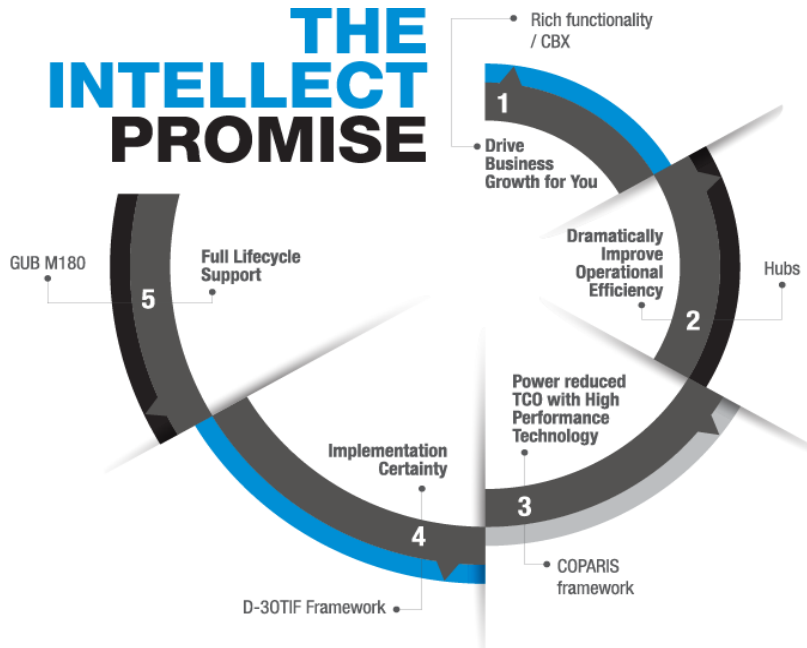 THE
INTELLECT
PROMISE
Rich functionality
/ CBX
1
Drive
Business
Growth for You
Dramatically
Improve
Operational
Efficiency
2
Hubs
Power reduced
TCO with High
Performance
Technology
3
COPARIS
framework
Implementation
Certainty
4
D-3OTIF Framework
Full Lifecycle
Support
5
GUB M180